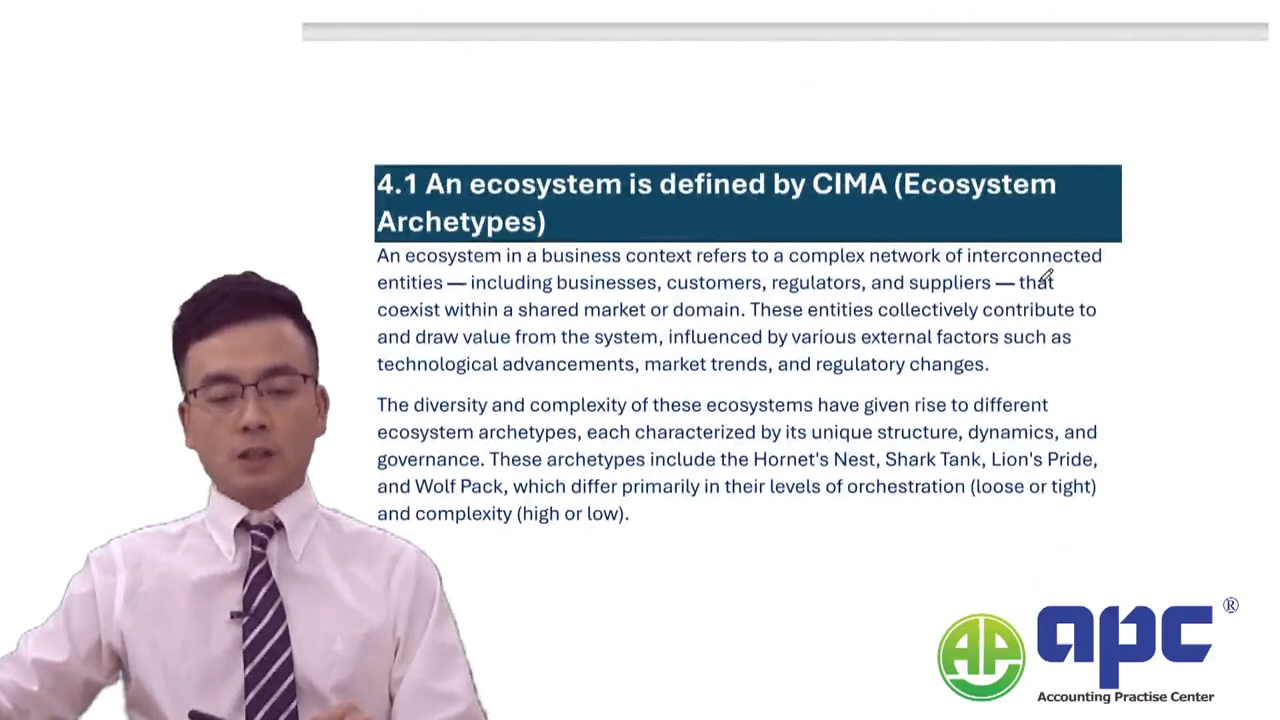 4.1 An ecosystem is defined by CIMA (Ecosystem
Archetypes)
An ecosystem in a business context refers to a complex network of interconnected
entities — including businesses, customers, regulators, and suppliers — that
coexist within a shared market or domain. These entities collectively contribute to
and draw value from the system, influenced by various external factors such as
technological advancements, market trends, and regulatory changes.
The diversity and complexity of these ecosystems have given rise to different
ecosystem archetypes, each characterized by its unique structure, dynamics, and
governance. These archetypes include the Hornet's Nest, Shark Tank, Lion's Pride,
and Wolf Pack, which differ primarily in their levels of orchestration (loose or tight)
and complexity (high or low).
AP
apc ®
Accounting Practise Center